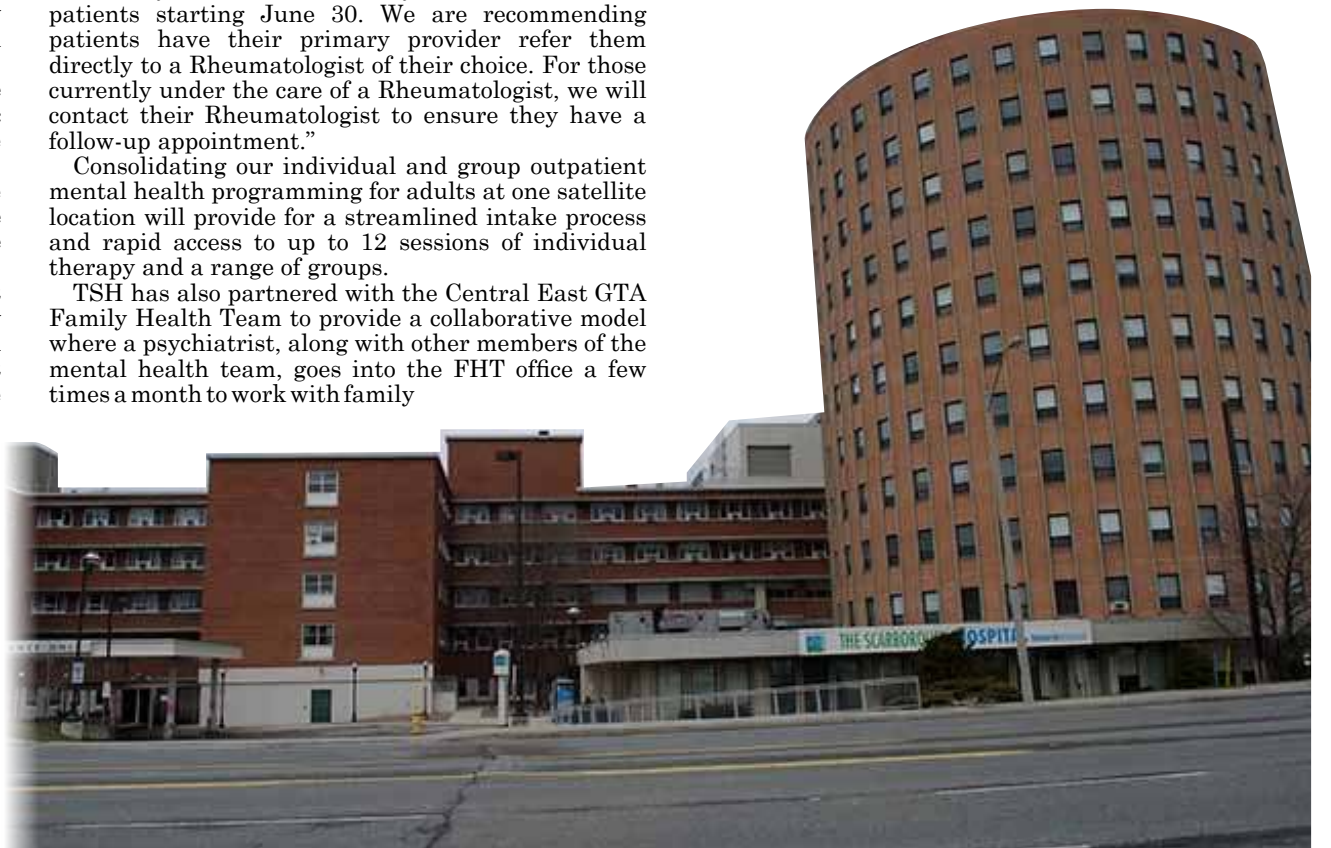 patients starting June 30. We are recommending
patients have their primary provider refer them
directly to a Rheumatologist of their choice. For those
currently under the care of a Rheumatologist, we will
contact their Rheumatologist to ensure they have a
follow-up appointment.”
Consolidating our individual and group outpatient
mental health programming for adults at one satellite
location will provide for a streamlined intake process
and rapid access to up to 12 sessions of individual
therapy and a range of groups.
TSH has also partnered with the Central East GTA
Family Health Team to provide a collaborative model
where a psychiatrist, along with other members of the
mental health team, goes into the FHT office a few
times a month to work with family
THE SCARBOROU OSPITA